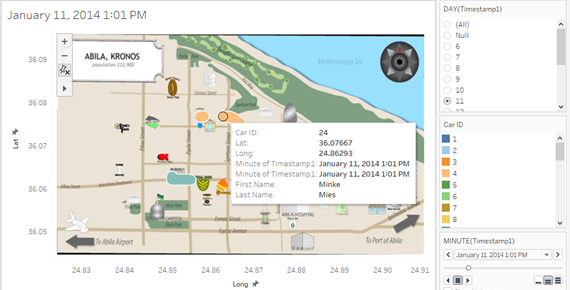 January 11, 2014 1:01 PM
36.09
36.08
36.07
36.06
36.05
Lat
ABILA, KRONOS
population 233,900
Mediterranean Sea
Car ID: 24
Lat: 36.07667
Long: 24.86293
Minute of Timestamp1: January 11, 2014 1:01 PM
Minute of Timestamp1: January 11, 2014 1:01 PM
First Name: Minke
Last Name: Mies
ABILA HOSPITAL
CAPITOL
To Abila Airport
To Port of Abila
24.83
24.84
24.85
24.86
24.87
24.88
24.89
24.90
24.91
Long
DAY(Timestamp1)
(All)
Null
6
7
8
9
10
11
12
Car ID
1
2
3
4
5
6
7
8
MINUTE(Timestamp1)
January 11, 2014 1:01 PM